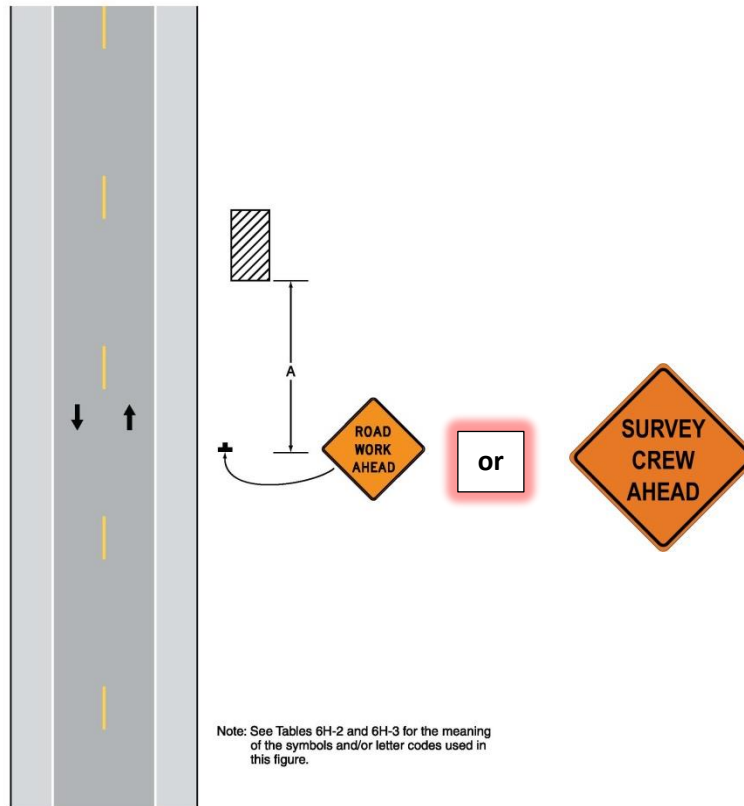 A
ROAD
WORK
AHEAD
or
SURVEY
CREW
AHEAD
Note: See Tables 6H-2 and 6H-3 for the meaning
of the symbols and/or letter codes used in
this figure.